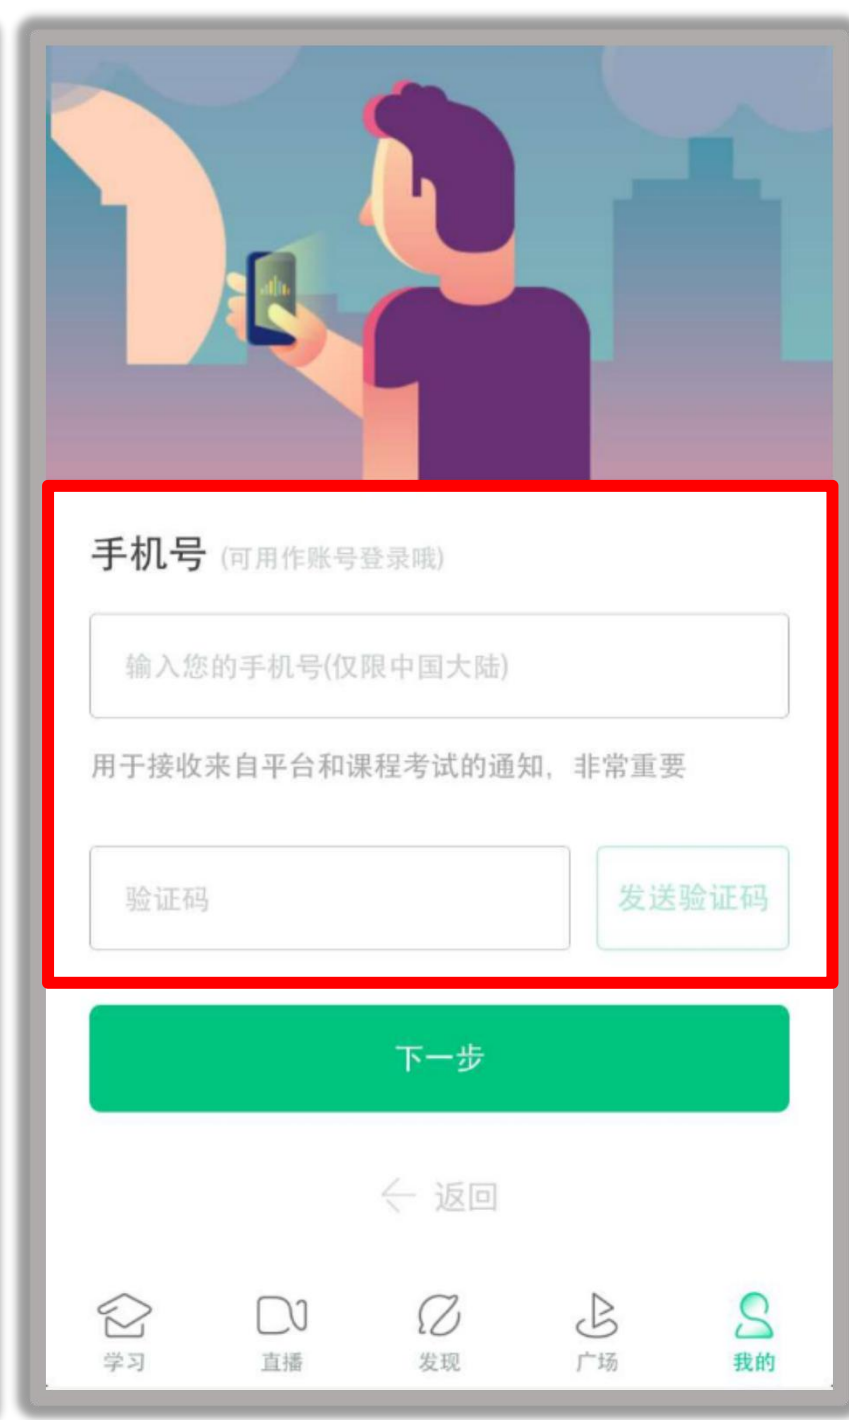 手机号 (可用作账号登录哦)
输入您的手机号(仅限中国大陆)
用于接收来自平台和课程考试的通知，非常重要
验证码 发送验证码
下一步
← 返回
学习 直播 发现 广场 我的